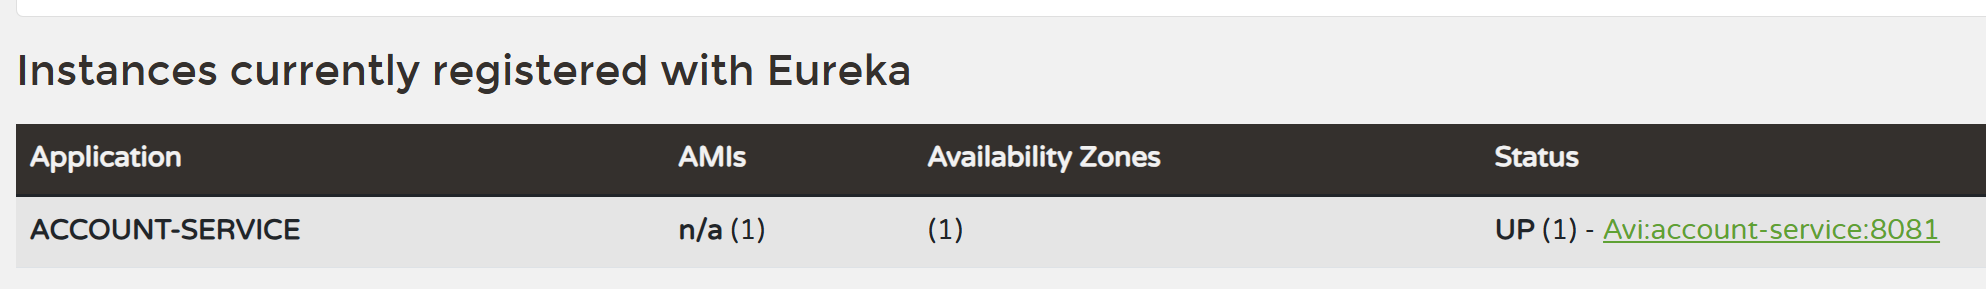 Instances currently registered with Eureka
Application AMIs Availability Zones Status
ACCOUNT-SERVICE n/a (1) (1) UP (1) - Avi:account-service:8081